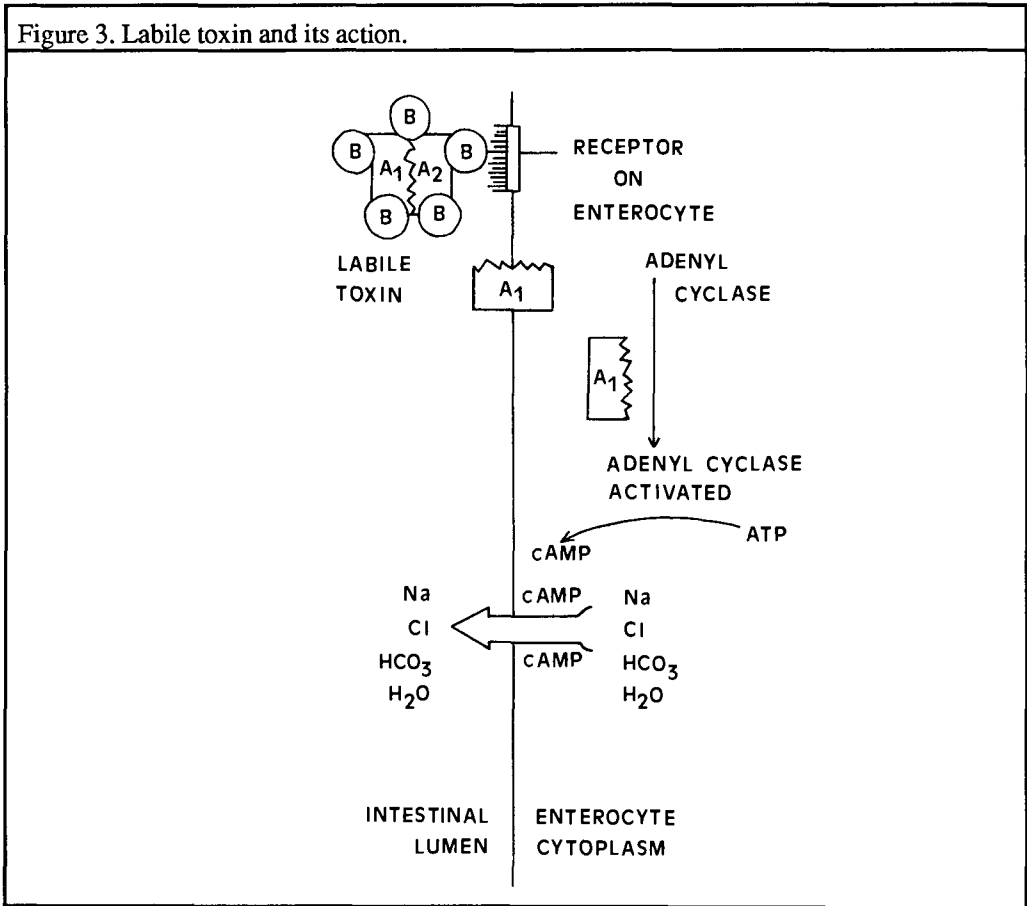 Figure 3. Labile toxin and its action.
B
B
B
A1
A2
B
B
LABILE
TOXIN
RECEPTOR
ON
ENTEROCYTE
A1
ADENYL
CYCLASE
A1
ADENYL CYCLASE
ACTIVATED
ATP
cAMP
Na
Cl
HCO3
H2O
cAMP
cAMP
Na
Cl
HCO3
H2O
INTESTINAL
LUMEN
ENTEROCYTE
CYTOPLASM